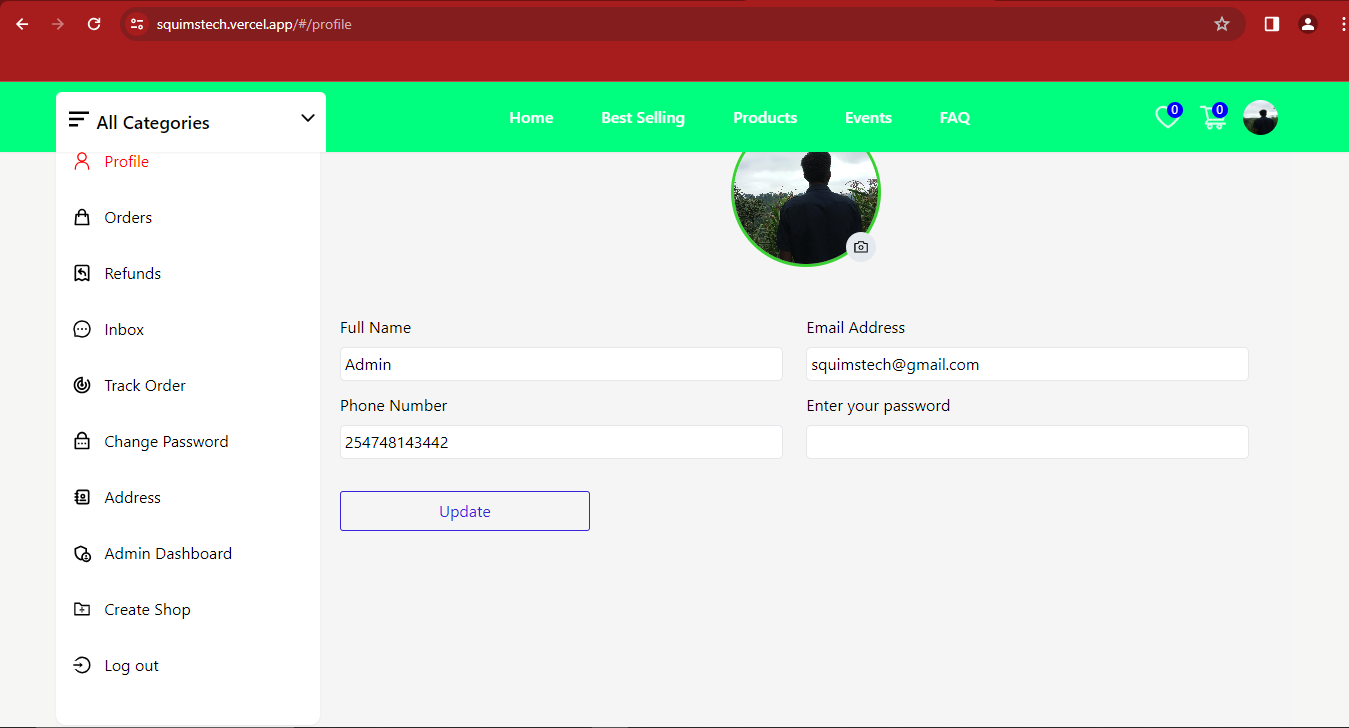 squimstech.vercel.app/#/profile
All Categories
Home
Best Selling
Products
Events
FAQ
0
0
Profile
Orders
Refunds
Inbox
Track Order
Change Password
Address
Admin Dashboard
Create Shop
Log out
Full Name
Email Address
Admin
squimstech@gmail.com
Phone Number
Enter your password
254748143442
Update